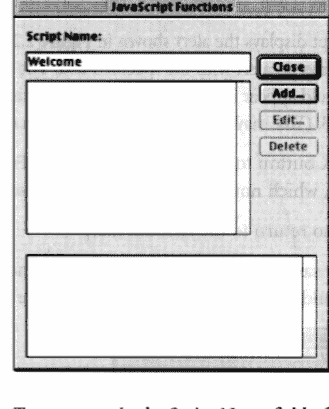 JavaScript Functions
Script Name:
Welcome
Close
Add...
Edit...
Delete